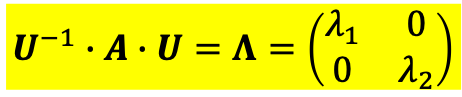 U⁻¹ · A · U = Λ = (λ₁ 0
0 λ₂)